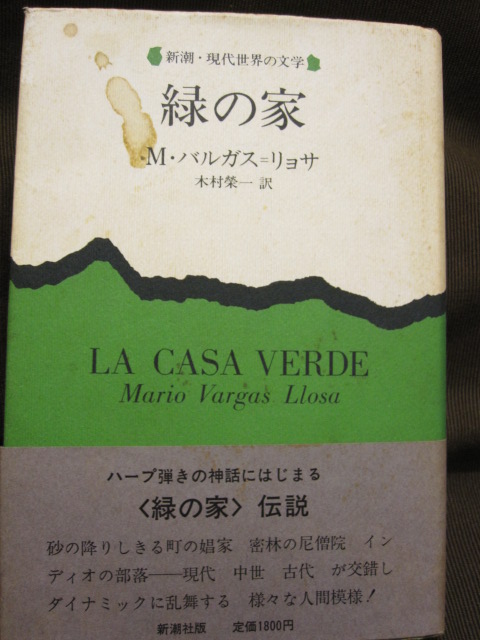 新潮・現代世界の文学
緑の家
M・バルガス=リョサ
木村榮一 訳
LA CASA VERDE
Mario Vargas Llosa
ハープ弾きの神話にはじまる
〈緑の家〉伝説
砂の降りしきる町の娼家 密林の尼僧院 イン
ディオの部落――現代 中世 古代 が交錯し
ダイナミックに乱舞する 様々な人間模様!
新潮社版 定価1800円